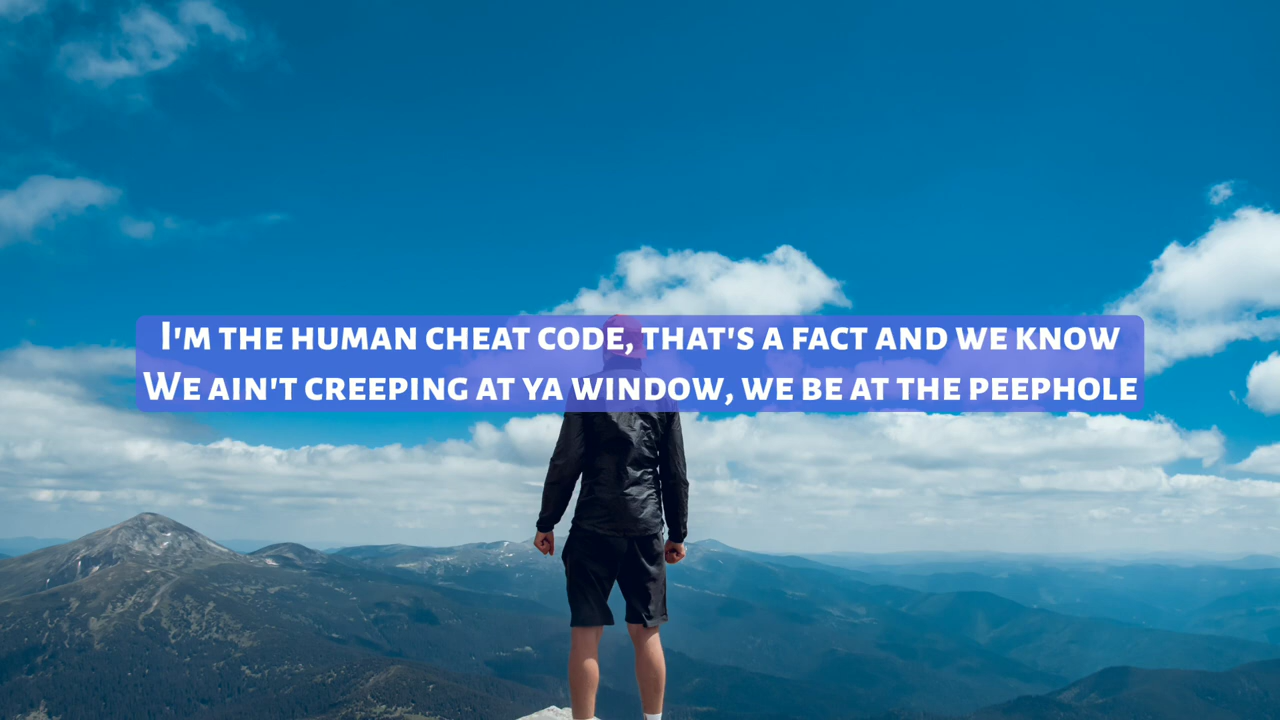 I'm the human cheat code, that's a fact and we know
We ain't creeping at ya window, we be at the peephole